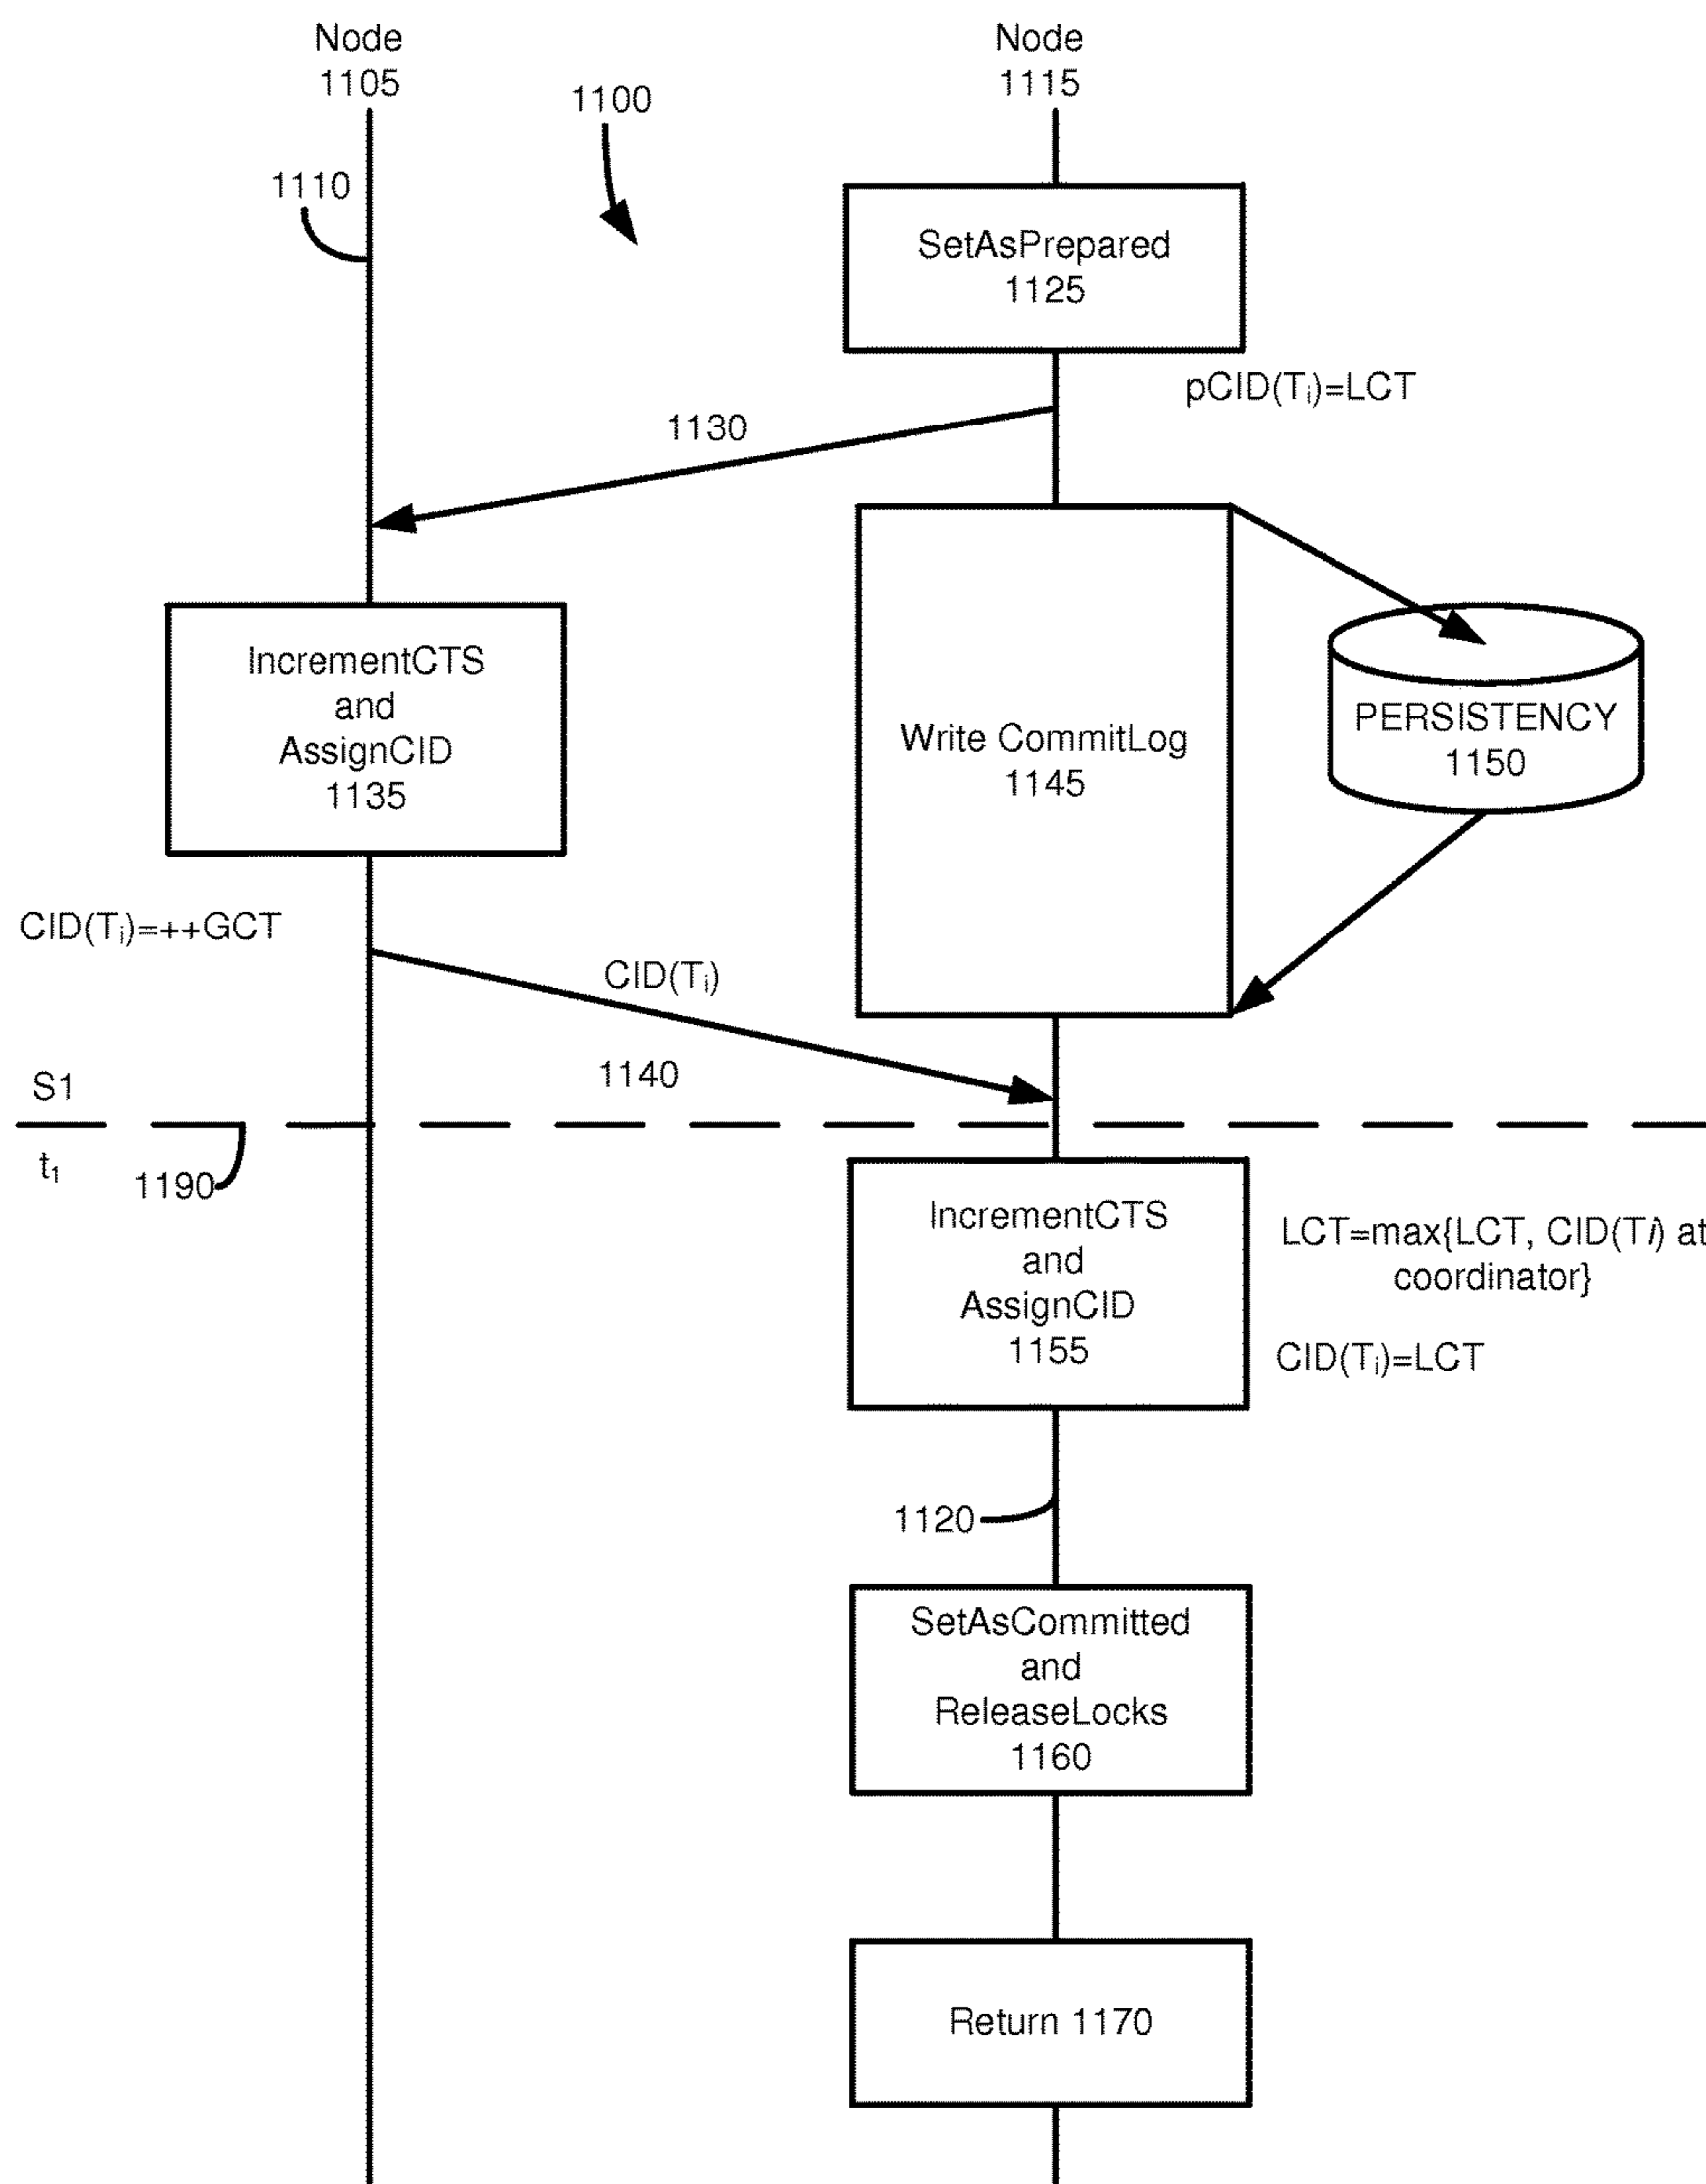 Node
1105
Node
1115
1100
1110
SetAsPrepared
1125
pCID(Tᵢ)=LCT
1130
IncrementCTS
and
AssignCID
1135
Write CommitLog
1145
PERSISTENCY
1150
CID(Tᵢ)=++GCT
CID(Tᵢ)
1140
S1
t₁
1190
IncrementCTS
and
AssignCID
1155
LCT=max{LCT, CID(Ti) at
coordinator}
CID(Tᵢ)=LCT
1120
SetAsCommitted
and
ReleaseLocks
1160
Return 1170